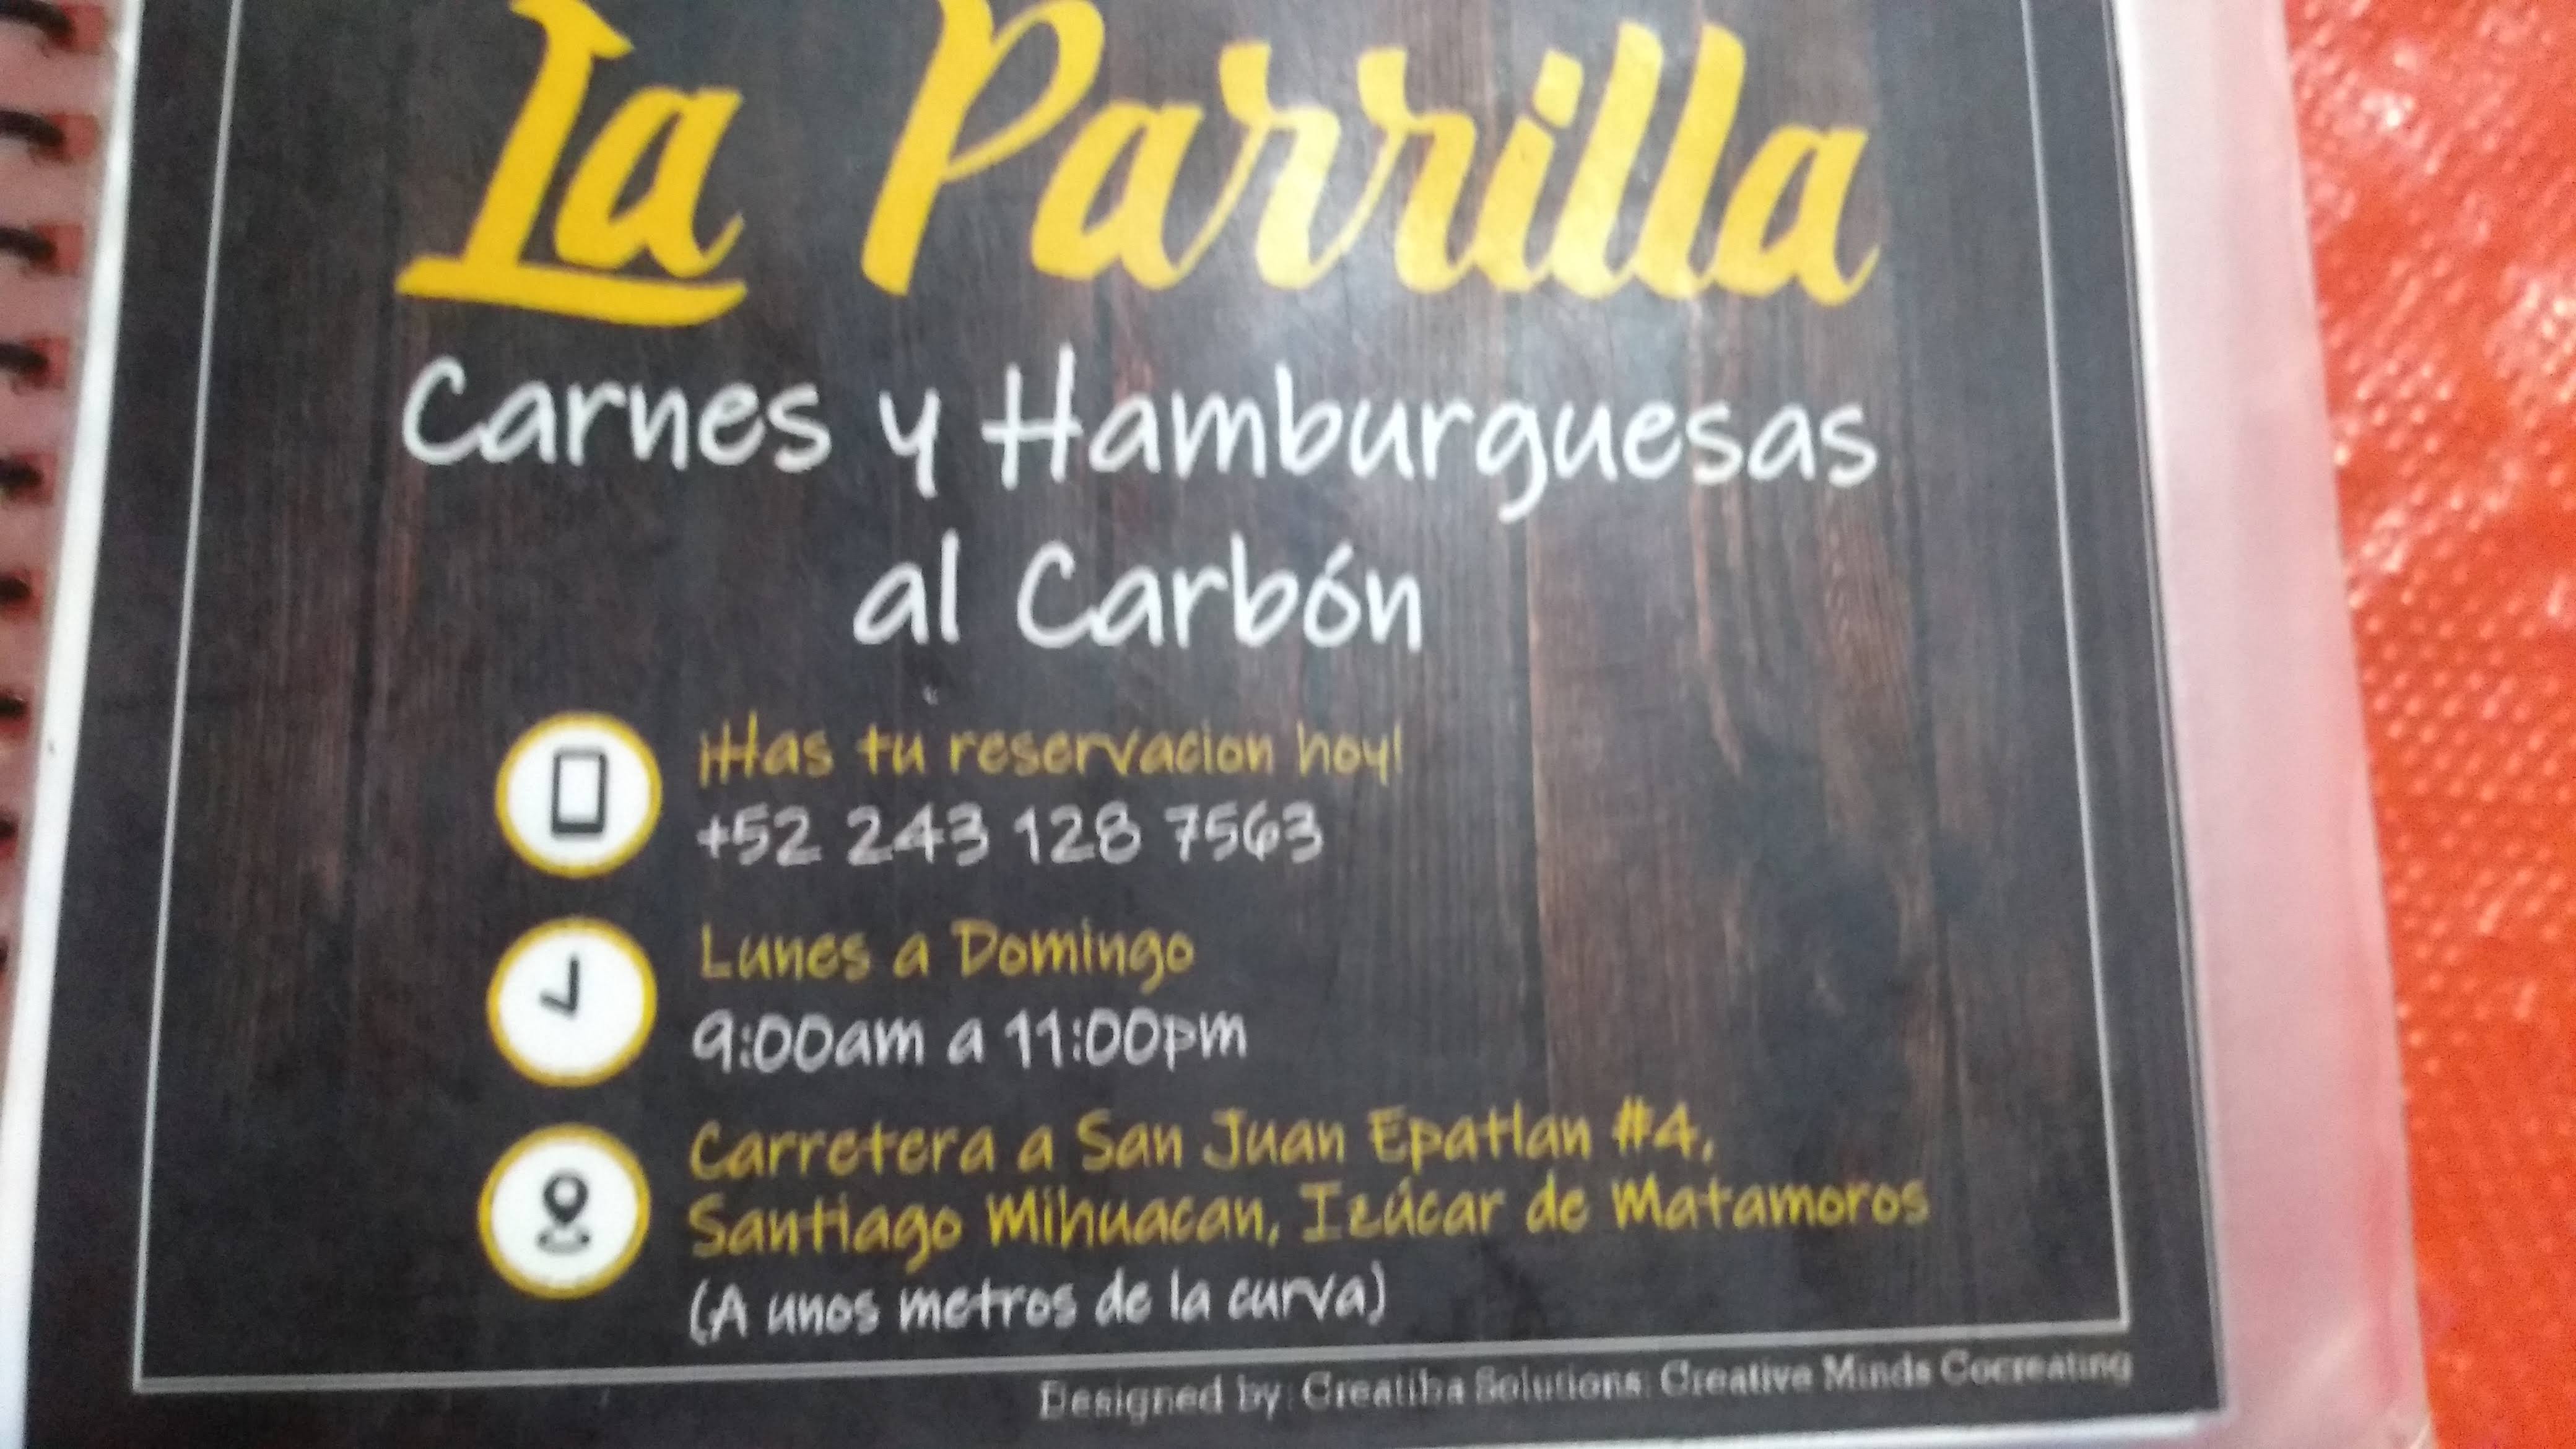 La Parrilla
Carnes y Hamburguesas
al Carbón
¡Has tu reservacion hoy!
+52 243 128 7563
Lunes a Domingo
9:00am a 11:00pm
Carretera a San Juan Epatlan #4,
Santiago Mihuacan, Izúcar de Matamoros
(A unos metros de la curva)
Designed by: Creatiba Solutions: Creative Minds Cocreating